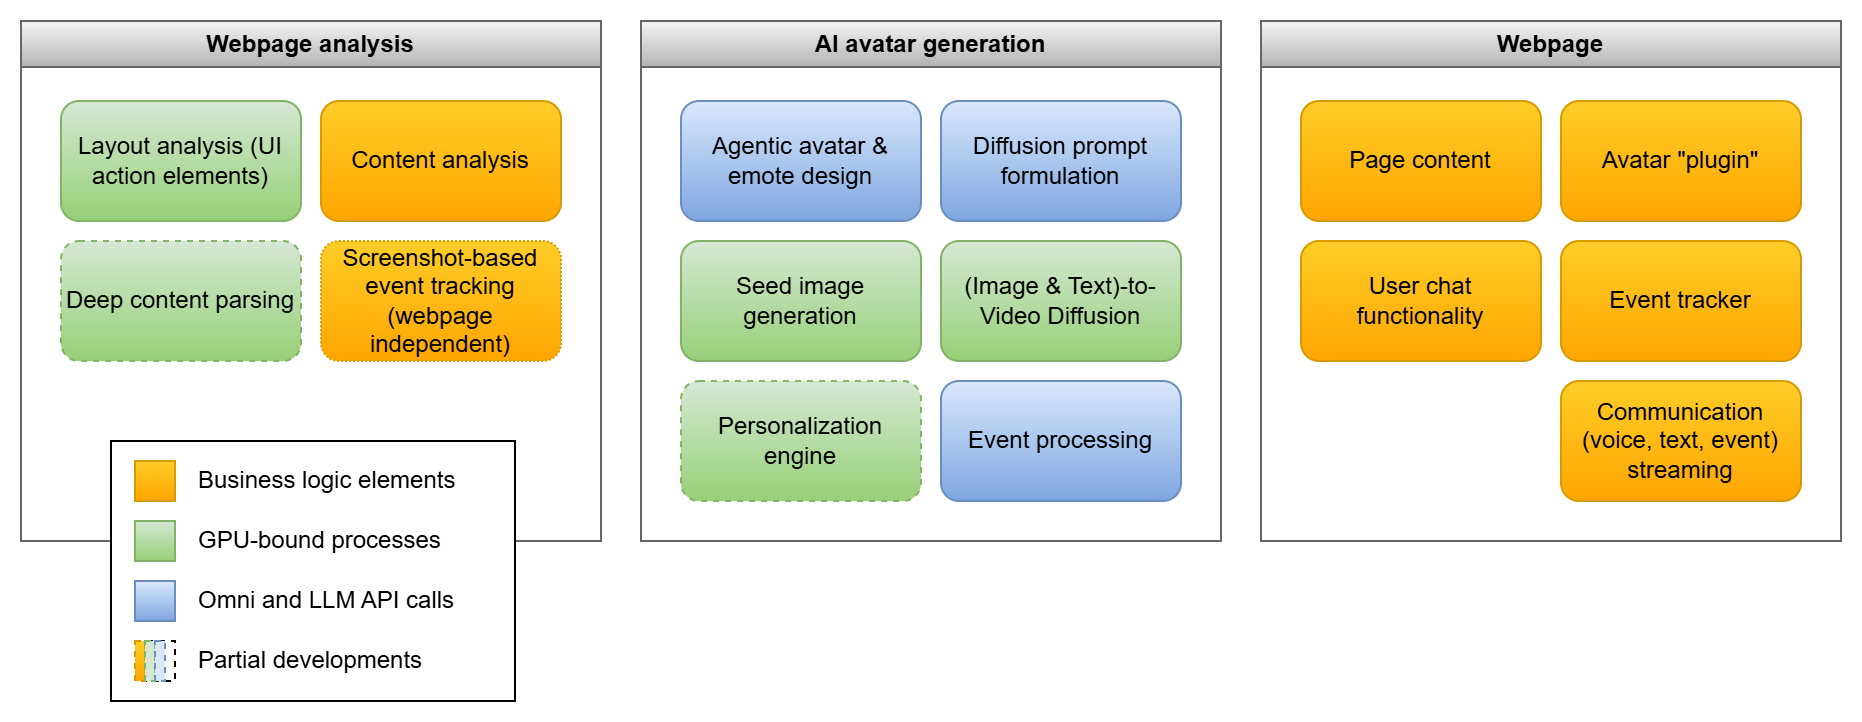 Webpage analysis
Layout analysis (UI
action elements)
Content analysis
Deep content parsing
Screenshot-based
event tracking
(webpage
independent)
AI avatar generation
Agentic avatar &
emote design
Diffusion prompt
formulation
Seed image
generation
(Image & Text)-to-
Video Diffusion
Personalization
engine
Event processing
Webpage
Page content
Avatar "plugin"
User chat
functionality
Event tracker
Communication
(voice, text, event)
streaming
Business logic elements
GPU-bound processes
Omni and LLM API calls
Partial developments